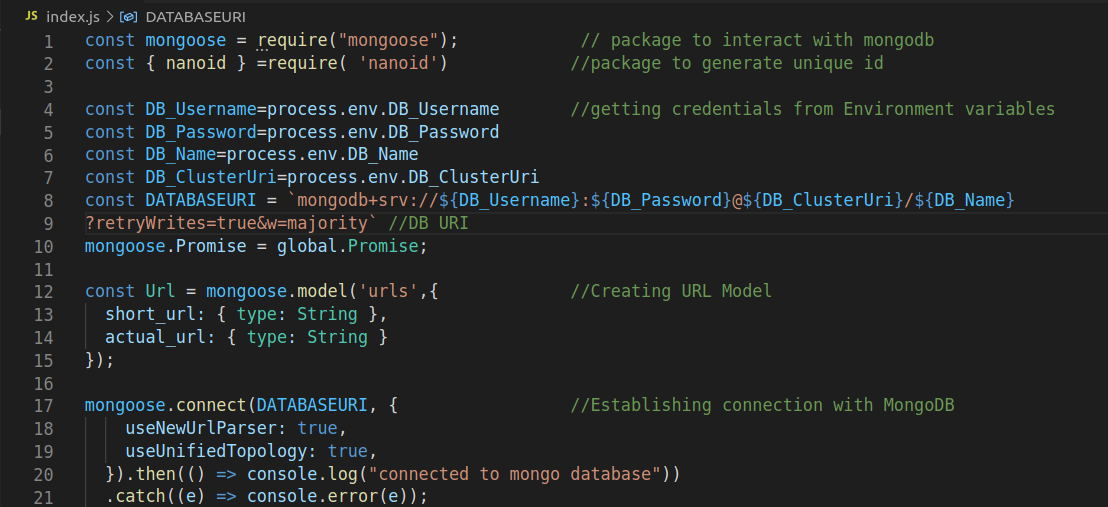 JS index.js > DATABASEURI
1 const mongoose = require("mongoose"); // package to interact with mongodb
2 const { nanoid } =require( 'nanoid') //package to generate unique id
3
4 const DB_Username=process.env.DB_Username //getting credentials from Environment variables
5 const DB_Password=process.env.DB_Password
6 const DB_Name=process.env.DB_Name
7 const DB_ClusterUri=process.env.DB_ClusterUri
8 const DATABASEURI = `mongodb+srv://${DB_Username}:${DB_Password}@${DB_ClusterUri}/${DB_Name}
9 ?retryWrites=true&w=majority` //DB URI
10 mongoose.Promise = global.Promise;
11
12 const Url = mongoose.model('urls',{ //Creating URL Model
13 short_url: { type: String },
14 actual_url: { type: String }
15 });
16
17 mongoose.connect(DATABASEURI, { //Establishing connection with MongoDB
18 useNewUrlParser: true,
19 useUnifiedTopology: true,
20 }).then(() => console.log("connected to mongo database"))
21 .catch((e) => console.error(e));